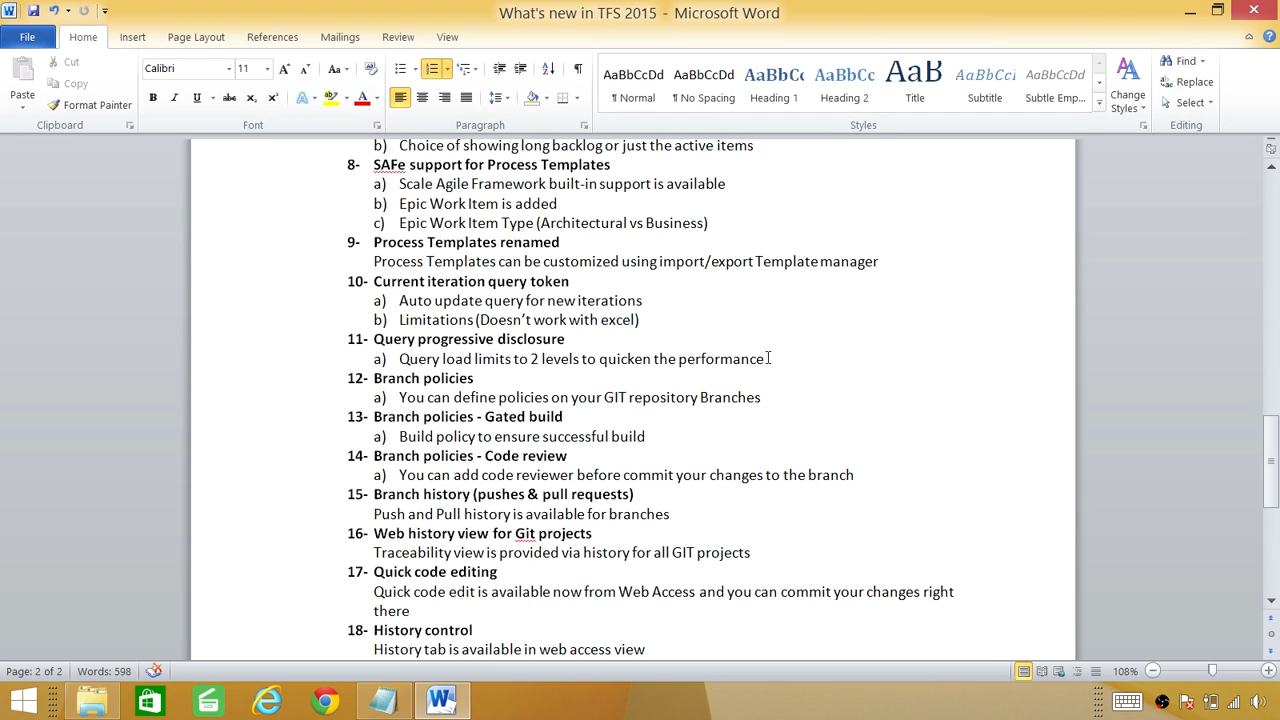 What's new in TFS 2015 - Microsoft Word
File Home Insert Page Layout References Mailings Review View
Paste Cut Copy Format Painter Clipboard
Calibri 11 Font
Paragraph
AaBbCcDd ¶ Normal AaBbCcDd ¶ No Spacing AaBbCc Heading 1 AaBbCc Heading 2 AaB Title AaBbCcI Subtitle AaBbCcDd Subtle Emp... Change Styles Styles
Find Replace Select Editing
b) Choice of showing long backlog or just the active items
8- SAFe support for Process Templates
a) Scale Agile Framework built-in support is available
b) Epic Work Item is added
c) Epic Work Item Type (Architectural vs Business)
9- Process Templates renamed
Process Templates can be customized using import/export Template manager
10- Current iteration query token
a) Auto update query for new iterations
b) Limitations (Doesn't work with excel)
11- Query progressive disclosure
a) Query load limits to 2 levels to quicken the performance
12- Branch policies
a) You can define policies on your GIT repository Branches
13- Branch policies - Gated build
a) Build policy to ensure successful build
14- Branch policies - Code review
a) You can add code reviewer before commit your changes to the branch
15- Branch history (pushes & pull requests)
Push and Pull history is available for branches
16- Web history view for Git projects
Traceability view is provided via history for all GIT projects
17- Quick code editing
Quick code edit is available now from Web Access and you can commit your changes right
there
18- History control
History tab is available in web access view
Page: 2 of 2 Words: 598 108%